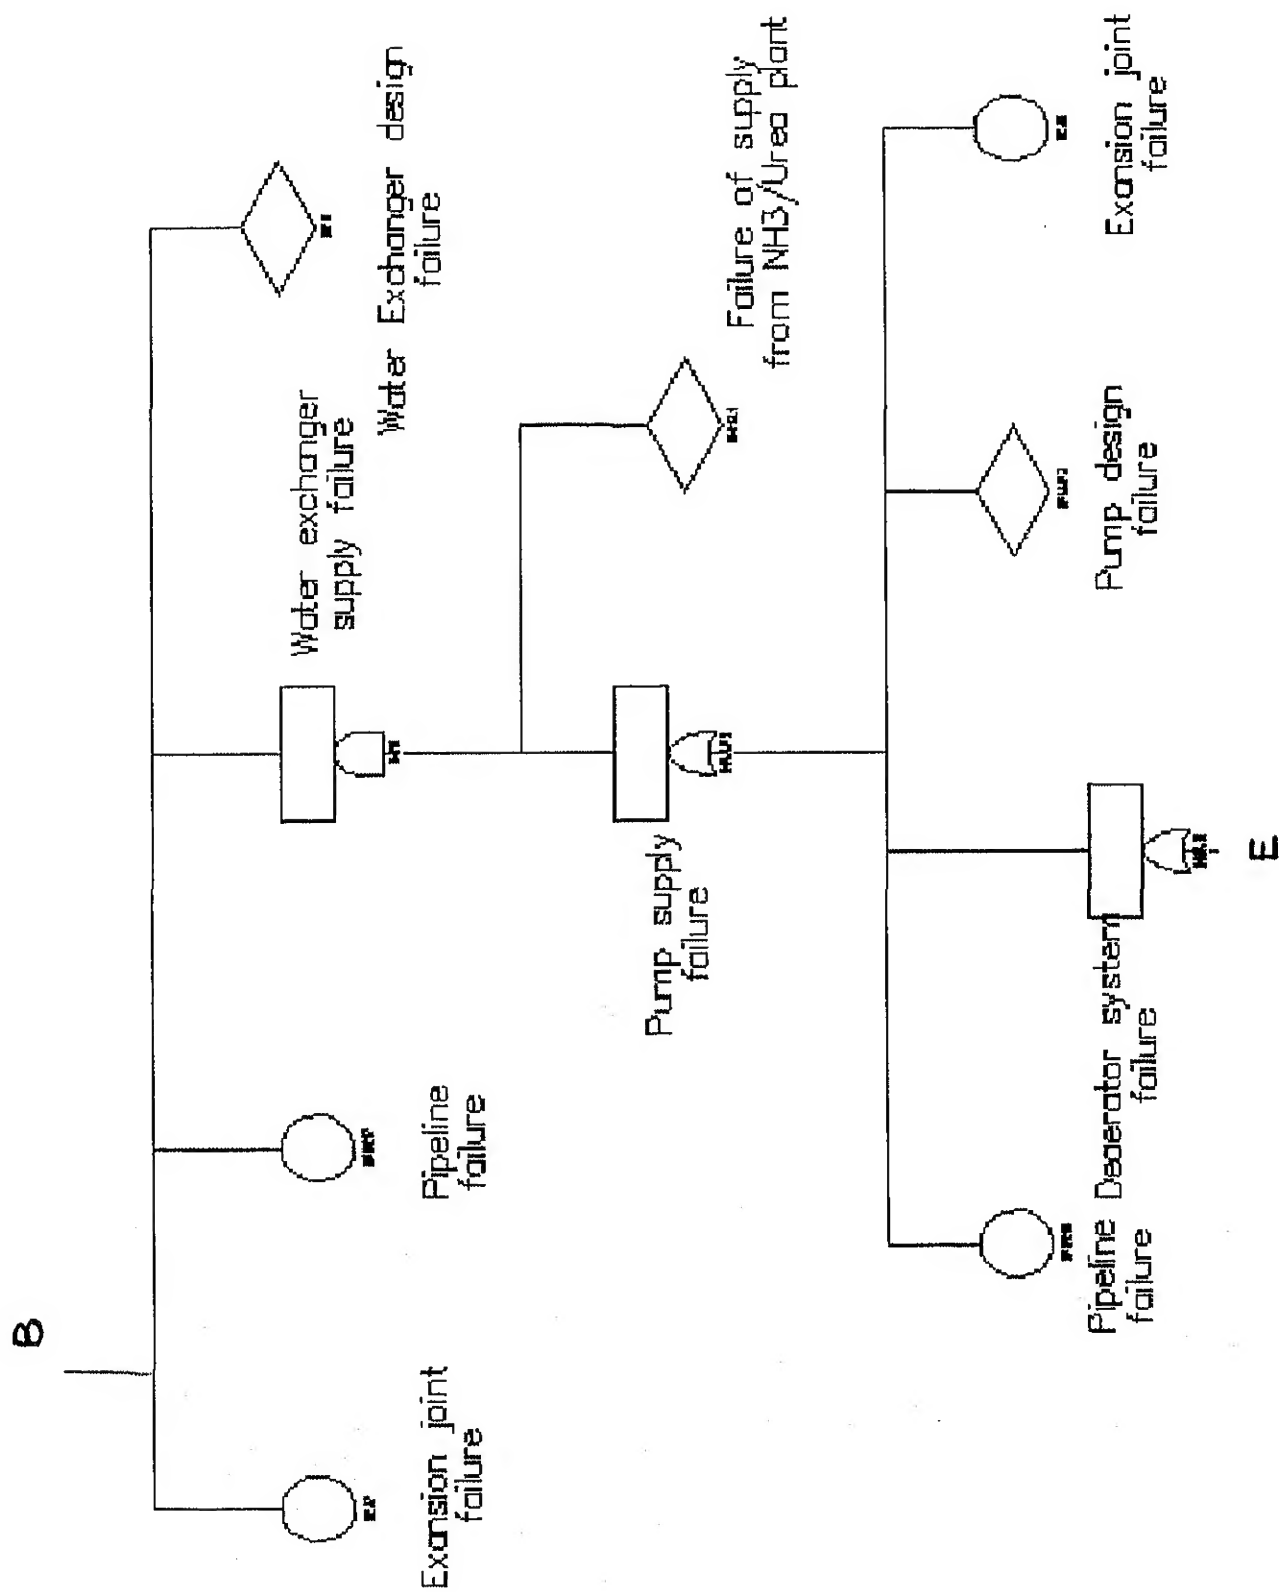 B
Water exchanger
supply failure
Water Exchanger design
failure
Exansion joint
failure
Pipeline
failure
Pump supply
failure
Failure of supply
from NH3/Urea plant
Pipeline
failure
Deaerator system
failure
Pump design
failure
Exansion joint
failure
E